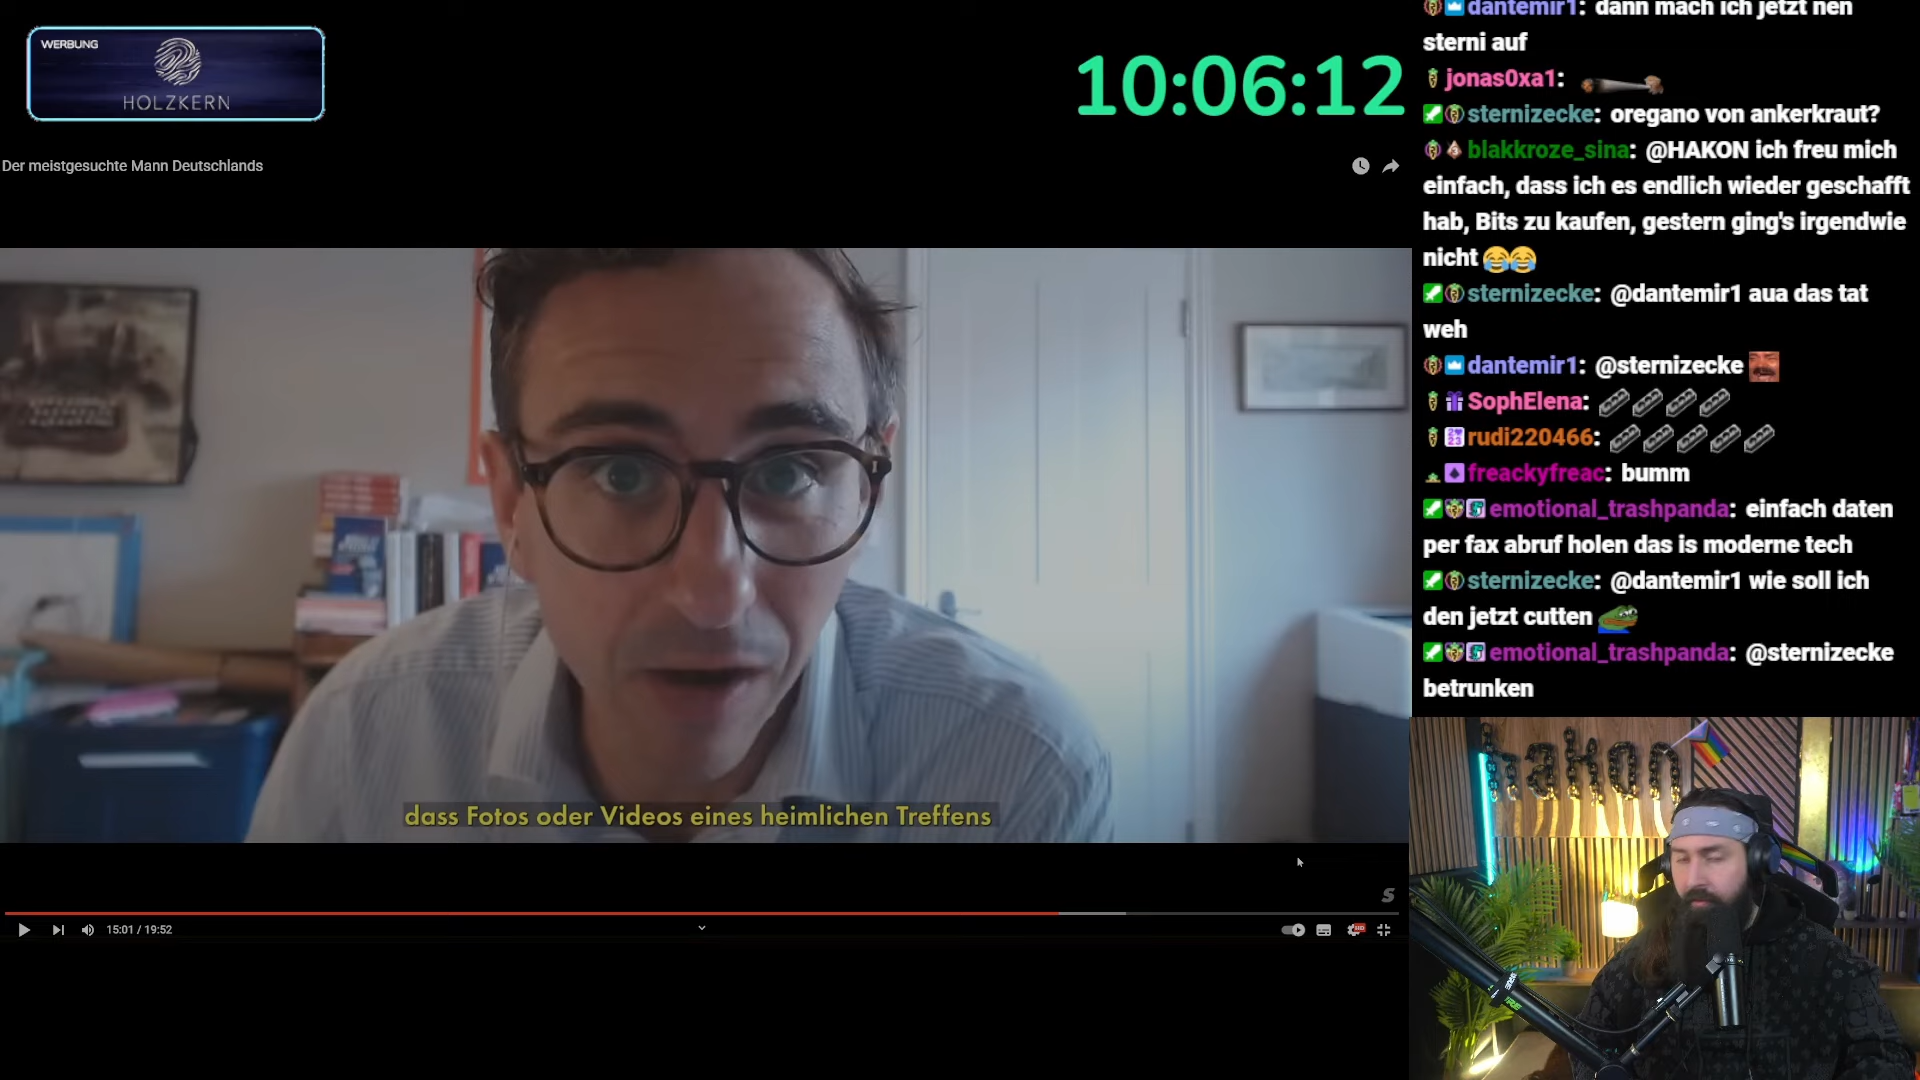 WERBUNG
HOLZKERN
10:06:12
Der meistgesuchte Mann Deutschlands
dass Fotos oder Videos eines heimlichen Treffens
15:01 / 19:52
dantemir1: dann mach ich jetzt nen
sterni auf
jonas0xa1:
sternizecke: oregano von ankerkraut?
blakkroze_sina: @HAKON ich freu mich
einfach, dass ich es endlich wieder geschafft
hab, Bits zu kaufen, gestern ging's irgendwie
nicht 😂😂
sternizecke: @dantemir1 aua das tat
weh
dantemir1: @sternizecke
SophElena:
rudi220466:
freackyfreac: bumm
emotional_trashpanda: einfach daten
per fax abruf holen das is moderne tech
sternizecke: @dantemir1 wie soll ich
den jetzt cutten
emotional_trashpanda: @sternizecke
betrunken
hakon